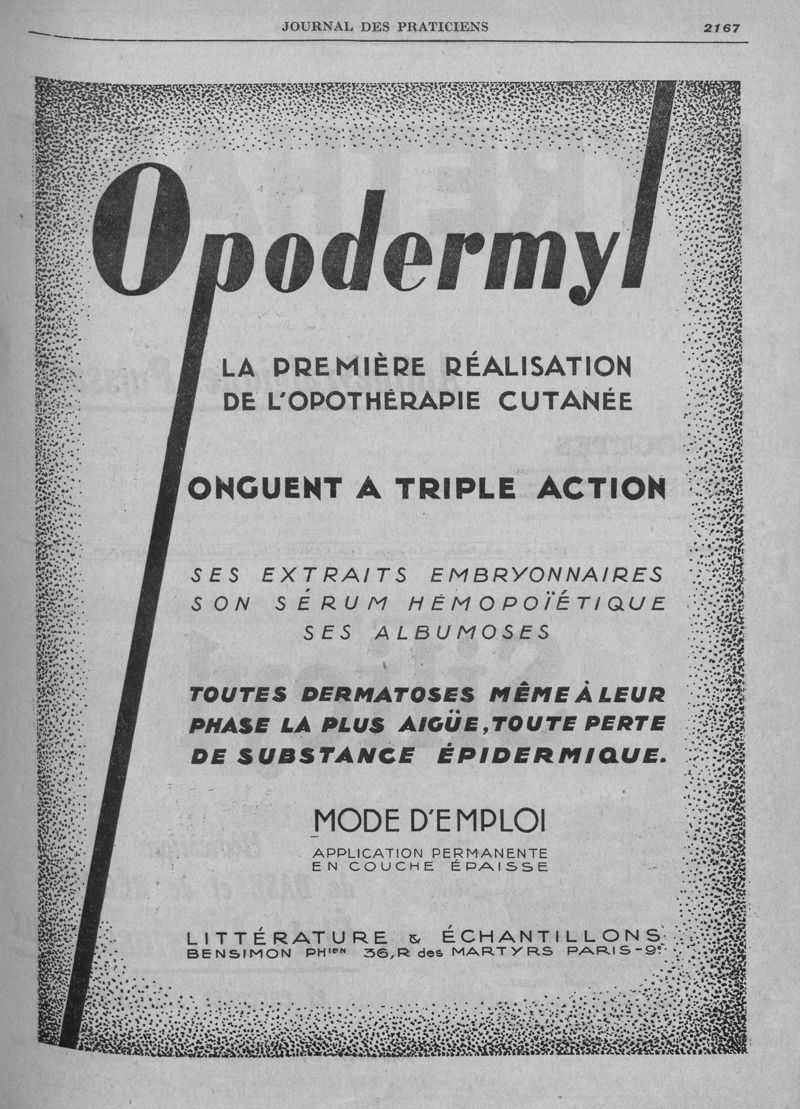 JOURNAL DES PRATICIENS 2167
Opodermyl
LA PREMIÈRE RÉALISATION
DE L'OPOTHÉRAPIE CUTANÉE
ONGUENT A TRIPLE ACTION
SES EXTRAITS EMBRYONNAIRES
SON SÉRUM HÉMOPOÏÉTIQUE
SES ALBUMOSES
TOUTES DERMATOSES MÊME À LEUR
PHASE LA PLUS AIGÜE, TOUTE PERTE
DE SUBSTANCE ÉPIDERMIQUE.
MODE D'EMPLOI
APPLICATION PERMANENTE
EN COUCHE ÉPAISSE
LITTÉRATURE & ÉCHANTILLONS
BENSIMON PHIEN 36, R des MARTYRS PARIS-9e